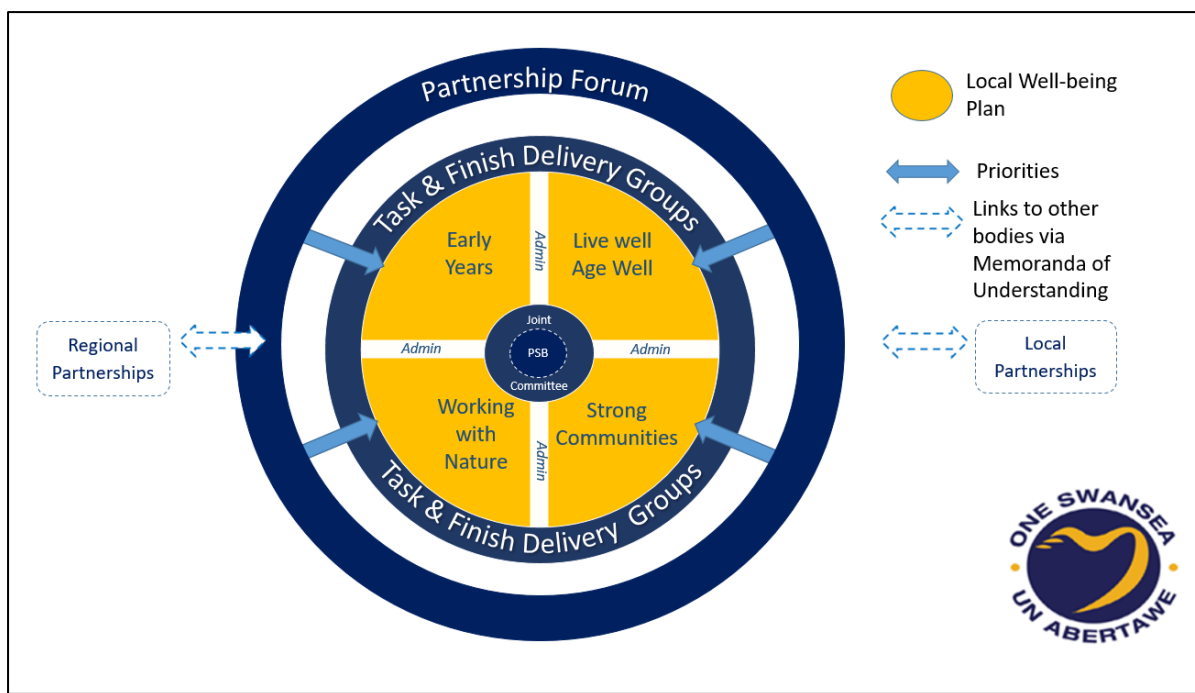 Partnership Forum
Task & Finish Delivery Groups
Early
Years
Admin
Live well
Age Well
Joint
PSB
Committee
Admin
Admin
Working
with
Nature
Admin
Strong
Communities
Task & Finish Delivery Groups
Regional
Partnerships
Local Well-being
Plan
Priorities
Links to other
bodies via
Memoranda of
Understanding
Local
Partnerships
ONE SWANSEA
UN ABERTAWE